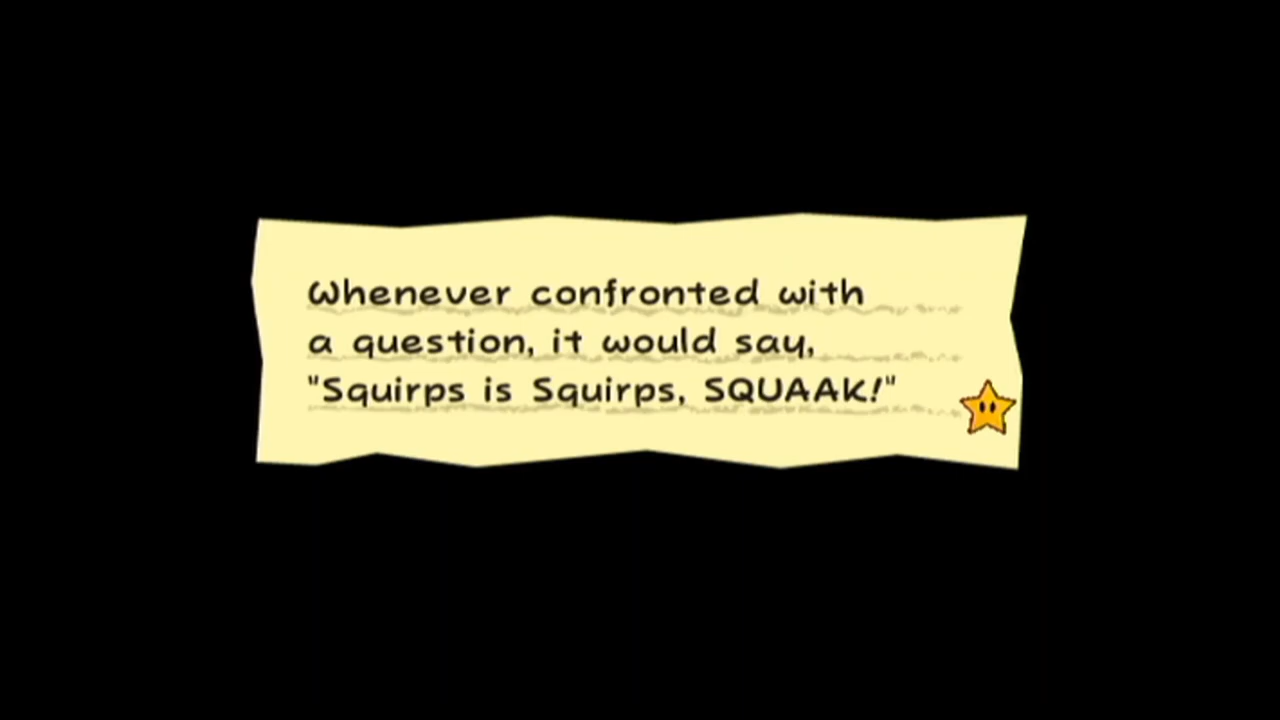 Whenever confronted with
a question, it would say,
"Squirps is Squirps, SQUAAK!"